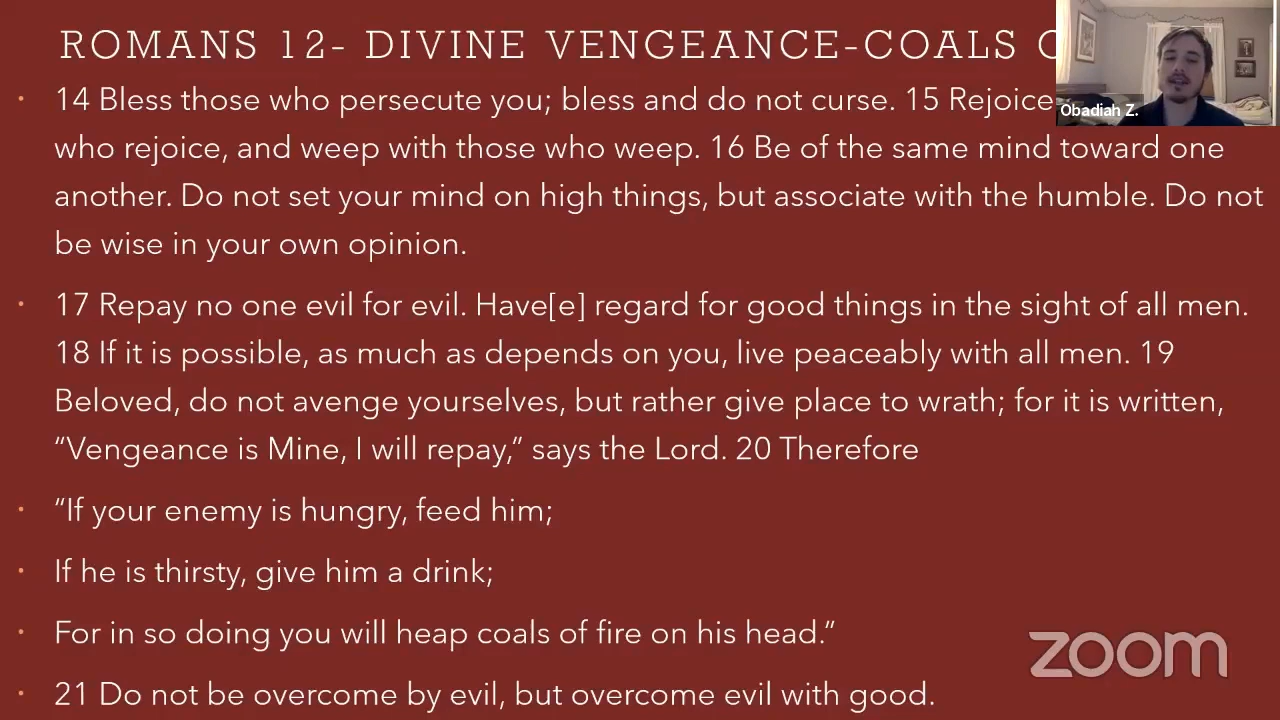 ROMANS 12- DIVINE VENGEANCE-COALS
Obadiah Z.
• 14 Bless those who persecute you; bless and do not curse. 15 Rejoice
who rejoice, and weep with those who weep. 16 Be of the same mind toward one
another. Do not set your mind on high things, but associate with the humble. Do not
be wise in your own opinion.
• 17 Repay no one evil for evil. Have[e] regard for good things in the sight of all men.
18 If it is possible, as much as depends on you, live peaceably with all men. 19
Beloved, do not avenge yourselves, but rather give place to wrath; for it is written,
“Vengeance is Mine, I will repay,” says the Lord. 20 Therefore
• “If your enemy is hungry, feed him;
• If he is thirsty, give him a drink;
• For in so doing you will heap coals of fire on his head.”
zoom
• 21 Do not be overcome by evil, but overcome evil with good.